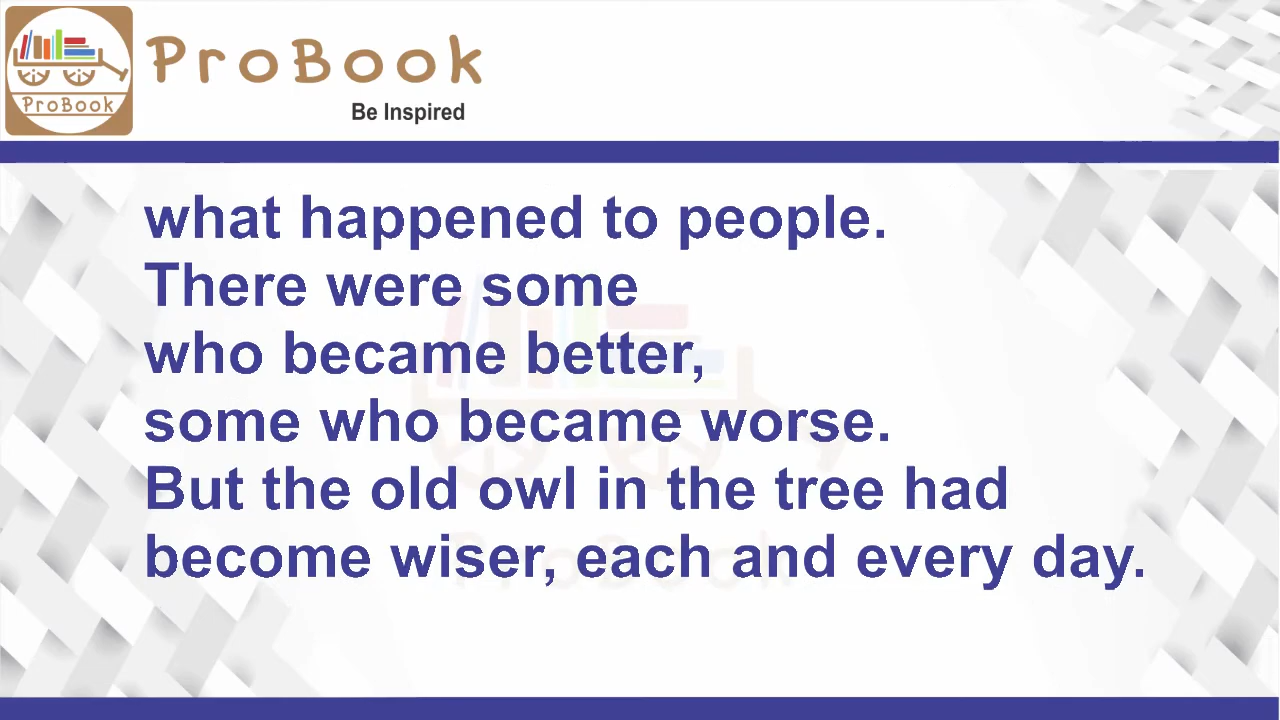 ProBook
ProBook
Be Inspired
what happened to people.
There were some
who became better,
some who became worse.
But the old owl in the tree had
become wiser, each and every day.
ProBook